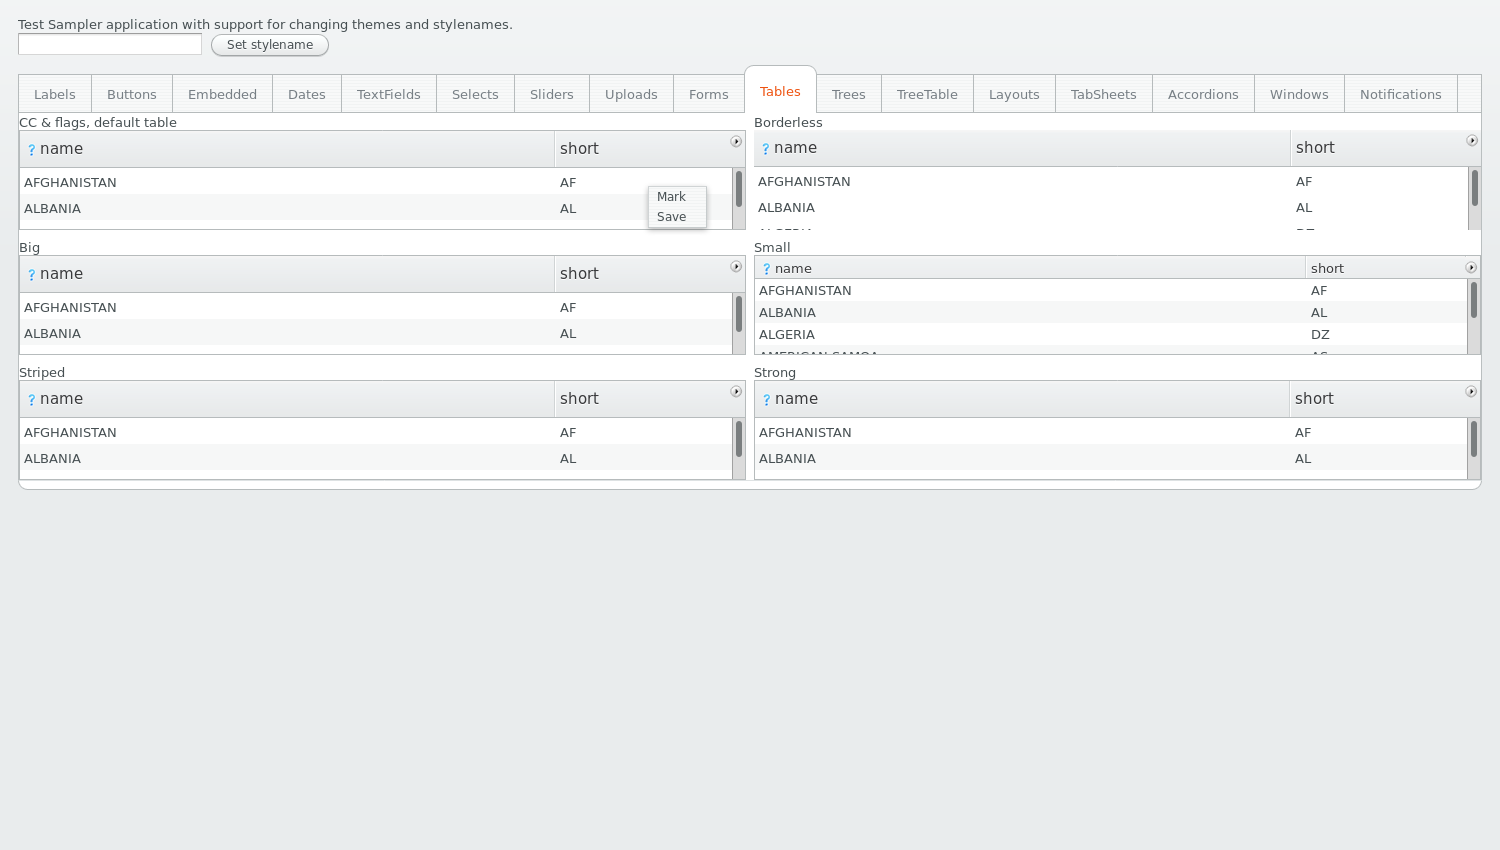 Test Sampler application with support for changing themes and stylenames.
Set stylename
Labels Buttons Embedded Dates TextFields Selects Sliders Uploads Forms Tables Trees TreeTable Layouts TabSheets Accordions Windows Notifications
CC & flags, default table
? name short
AFGHANISTAN AF
ALBANIA AL
Mark
Save
Borderless
? name short
AFGHANISTAN AF
ALBANIA AL
Big
? name short
AFGHANISTAN AF
ALBANIA AL
Small
? name short
AFGHANISTAN AF
ALBANIA AL
ALGERIA DZ
AMERICAN SAMOA AS
Striped
? name short
AFGHANISTAN AF
ALBANIA AL
Strong
? name short
AFGHANISTAN AF
ALBANIA AL